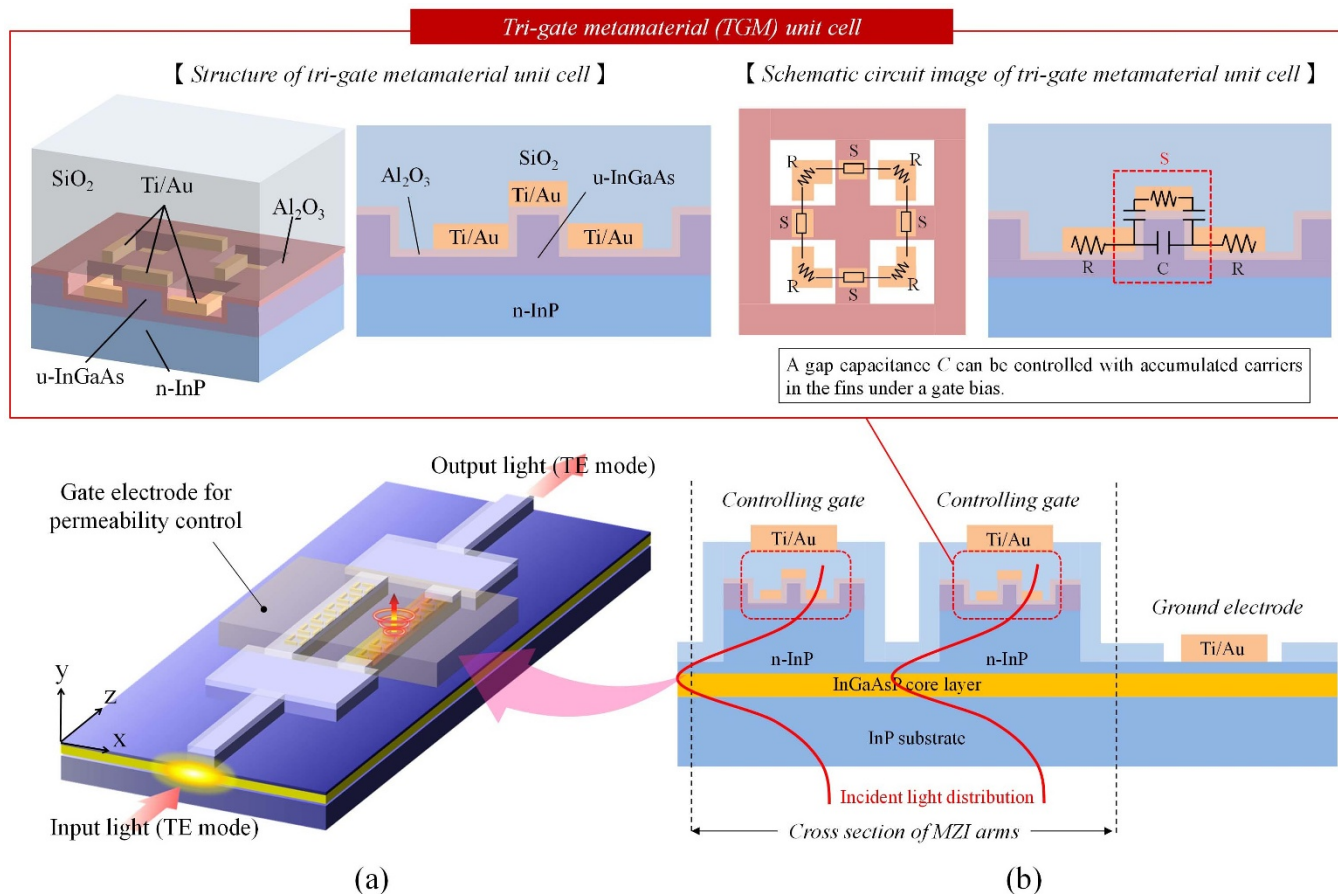 Tri-gate metamaterial (TGM) unit cell
【 Structure of tri-gate metamaterial unit cell 】
【 Schematic circuit image of tri-gate metamaterial unit cell 】
SiO2
Ti/Au
Al2O3
u-InGaAs
n-InP
Al2O3
SiO2
u-InGaAs
Ti/Au
Ti/Au
Ti/Au
n-InP
R
S
R
S
S
R
S
R
S
R
C
R
A gap capacitance C can be controlled with accumulated carriers
in the fins under a gate bias.
Gate electrode for
permeability control
Output light (TE mode)
y
z
x
Input light (TE mode)
(a)
Controlling gate
Controlling gate
Ti/Au
Ti/Au
Ground electrode
Ti/Au
n-InP
n-InP
InGaAsP core layer
InP substrate
Incident light distribution
Cross section of MZI arms
(b)